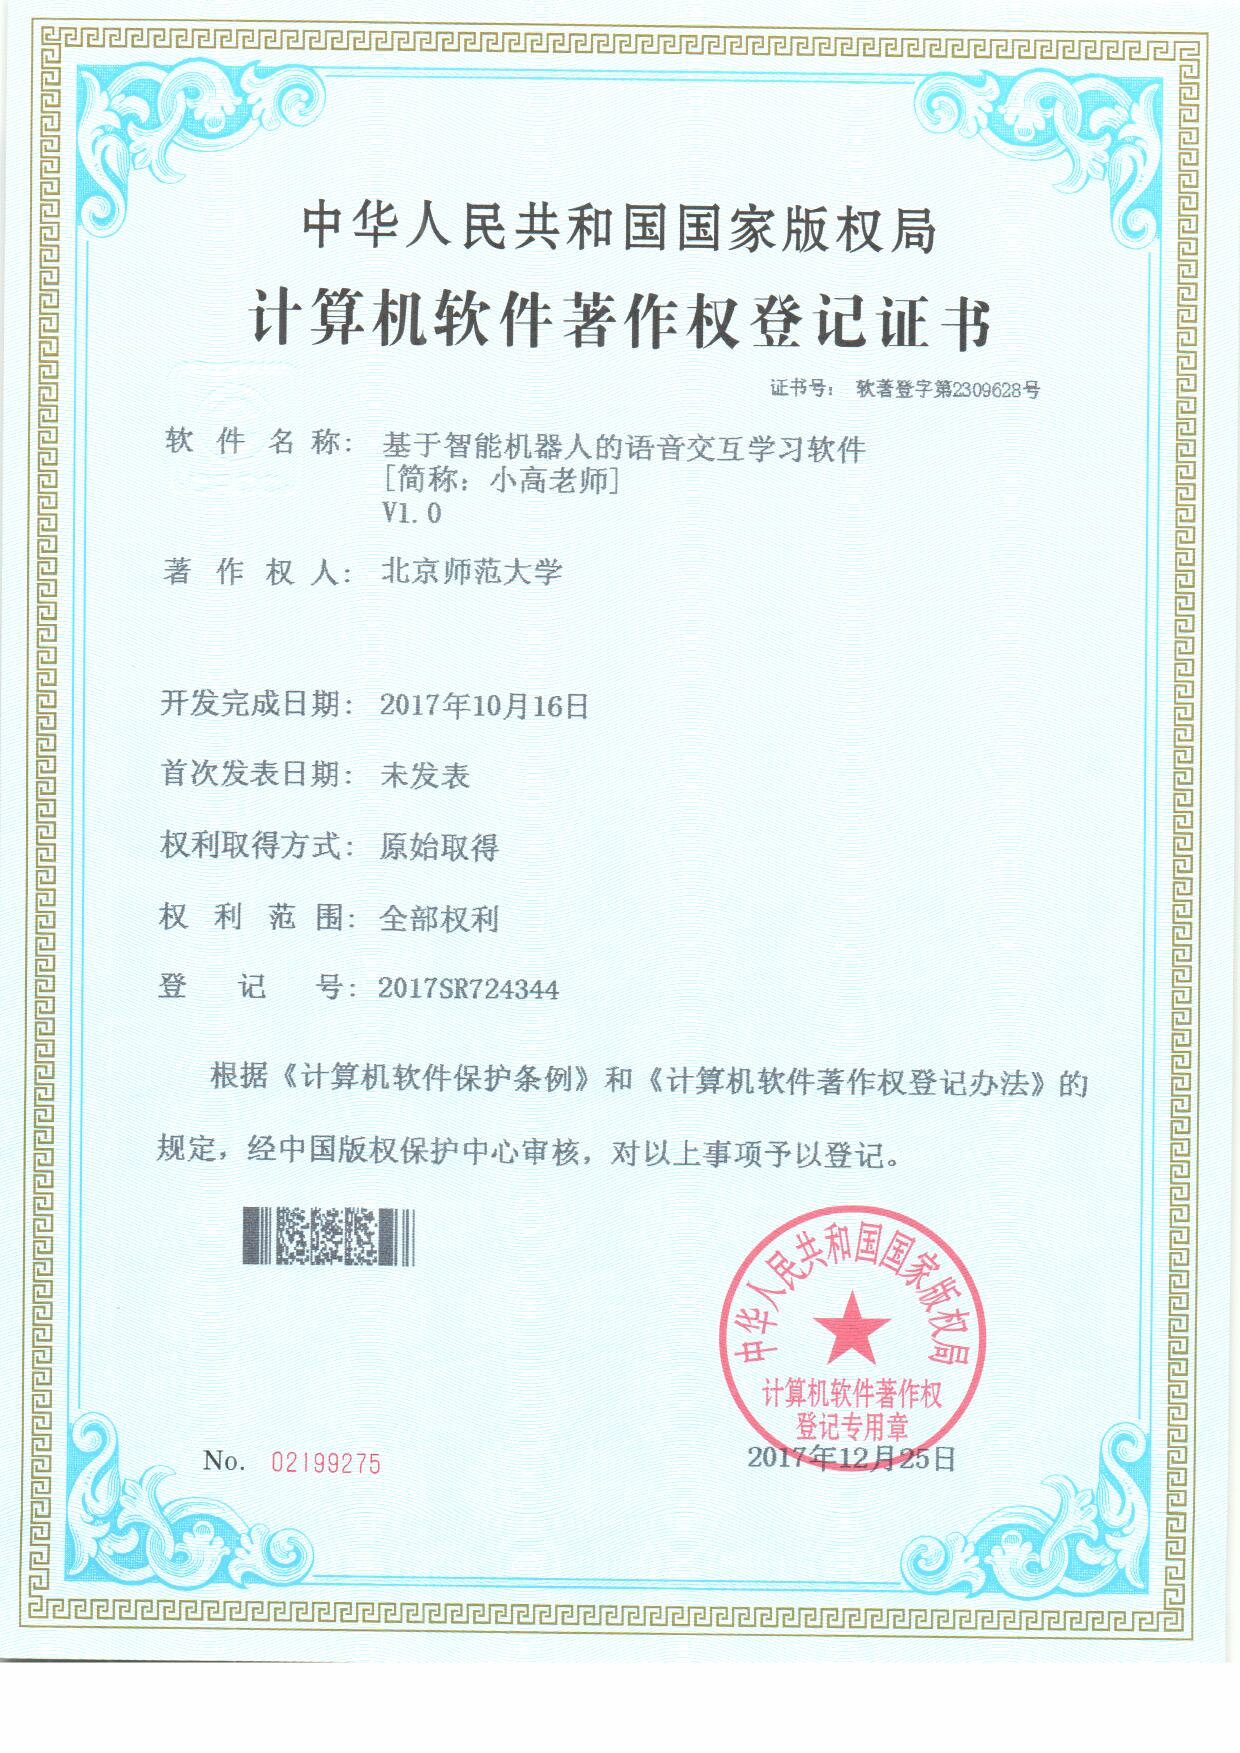 中华人民共和国国家版权局
计算机软件著作权登记证书
证书号： 软著登字第2309628号
软件名称： 基于智能机器人的语音交互学习软件
[简称：小高老师]
V1.0
著作权人： 北京师范大学
开发完成日期： 2017年10月16日
首次发表日期： 未发表
权利取得方式： 原始取得
权利范围： 全部权利
登记号： 2017SR724344
根据《计算机软件保护条例》和《计算机软件著作权登记办法》的
规定，经中国版权保护中心审核，对以上事项予以登记。
中华人民共和国国家版权局
计算机软件著作权
登记专用章
No. 02199275
2017年12月25日